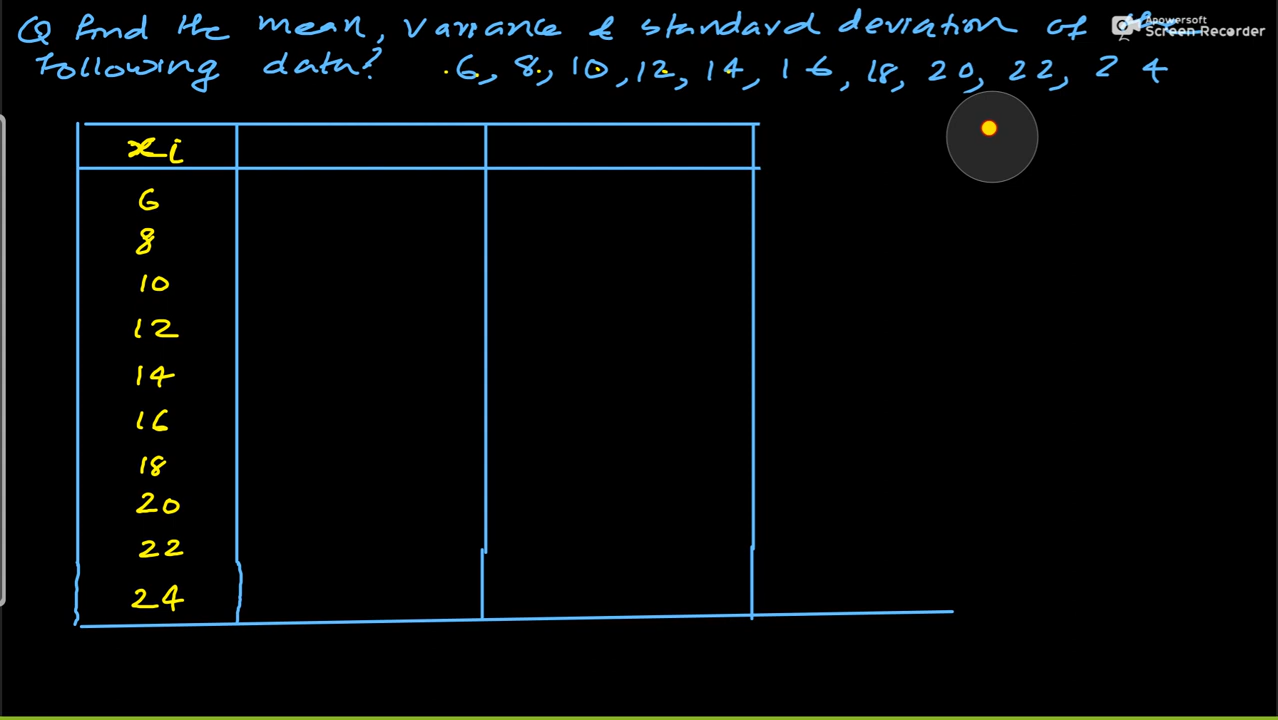 Q find the mean, variance & standard deviation of the
following data? 6, 8, 10, 12, 14, 16, 18, 20, 22, 24
Apowersoft
Screen Recorder
xi
6
8
10
12
14
16
18
20
22
24